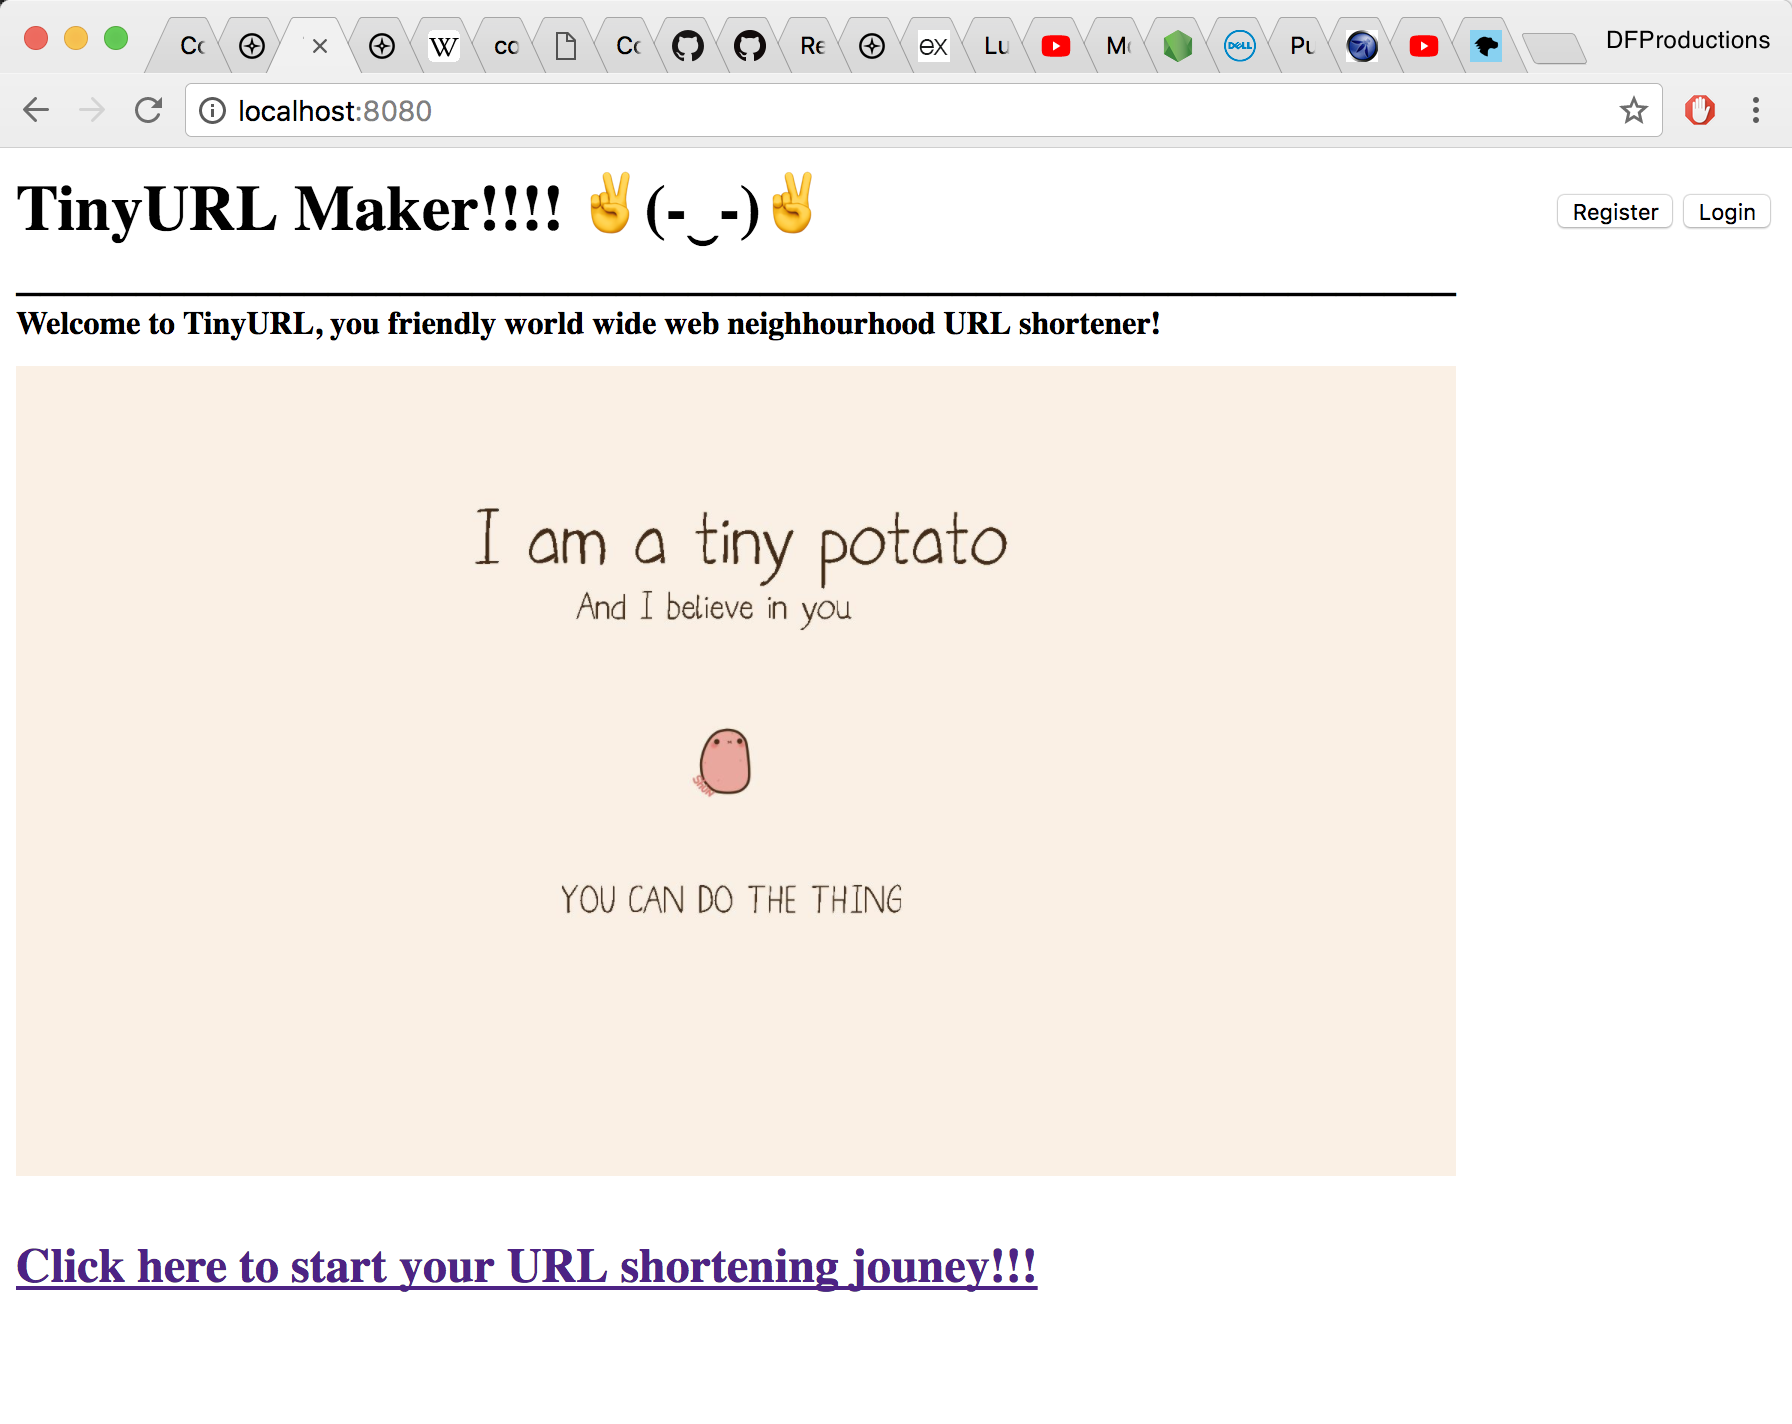 Cc
W
co
Cc
Re
ex
Lu
Mc
DELL
Pu
DFProductions
localhost:8080
TinyURL Maker!!!! ✌(-‿-)✌
Register
Login
Welcome to TinyURL, you friendly world wide web neighhourhood URL shortener!
I am a tiny potato
And I believe in you
YOU CAN DO THE THING
Click here to start your URL shortening jouney!!!